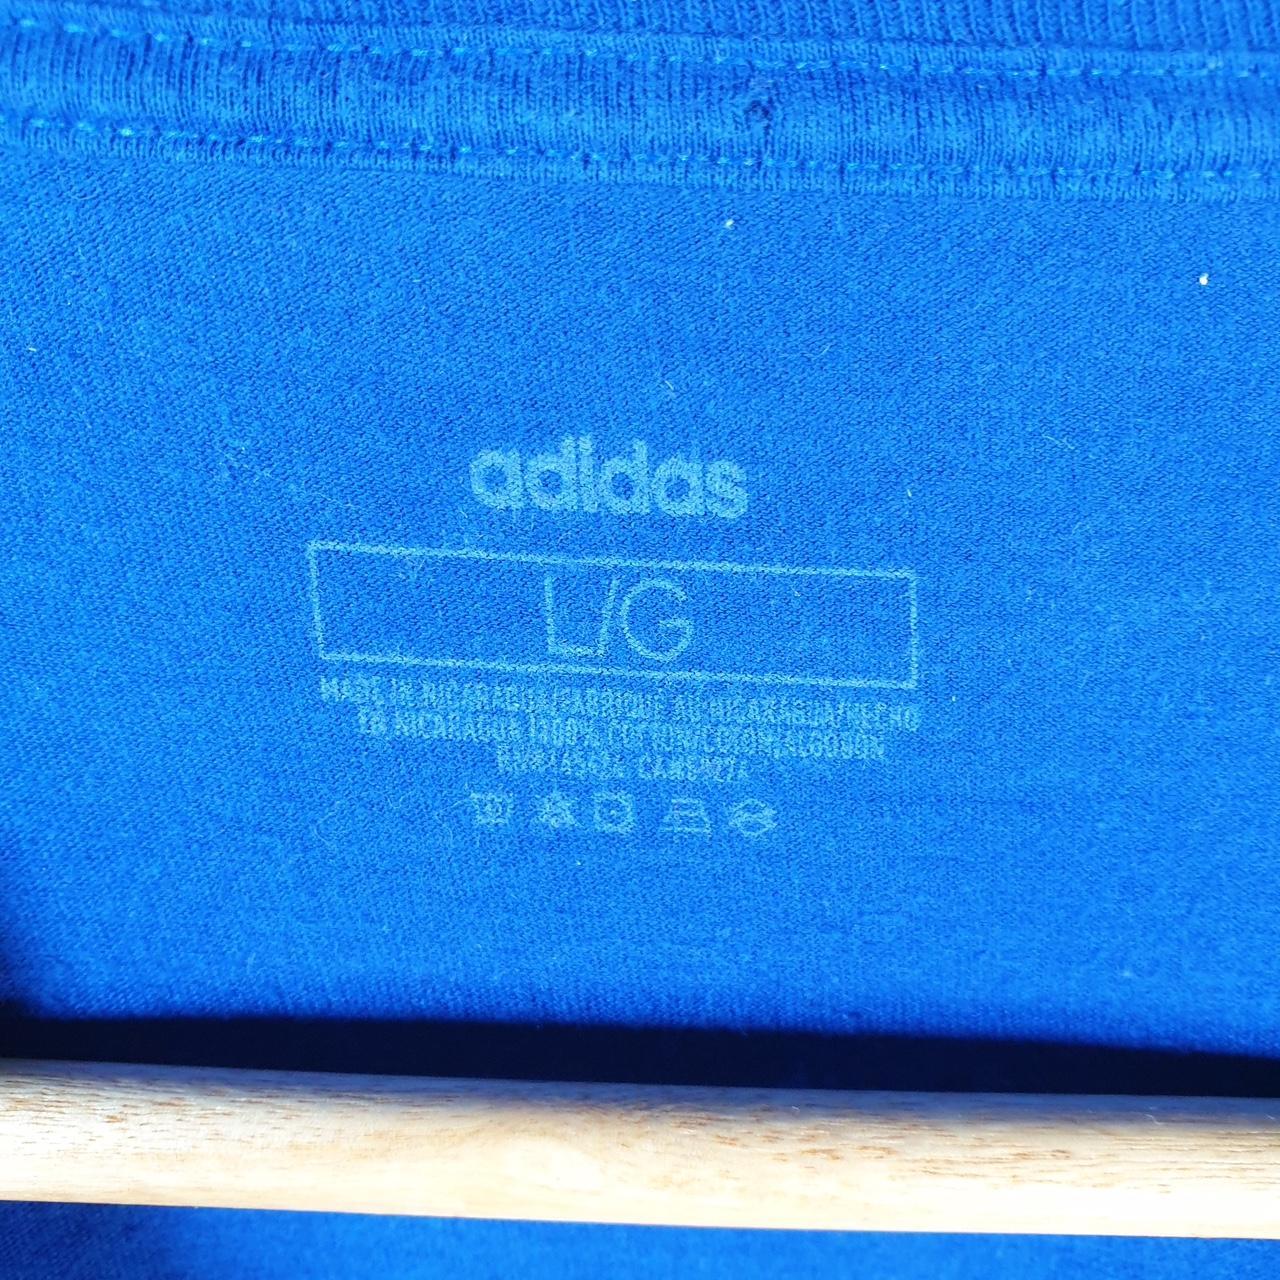 adidas
L/G
MADE IN NICARAGUA/FABRIQUÉ AU NICARAGUA/HECHO
EN NICARAGUA 100% COTTON/COTON/ALGODÓN